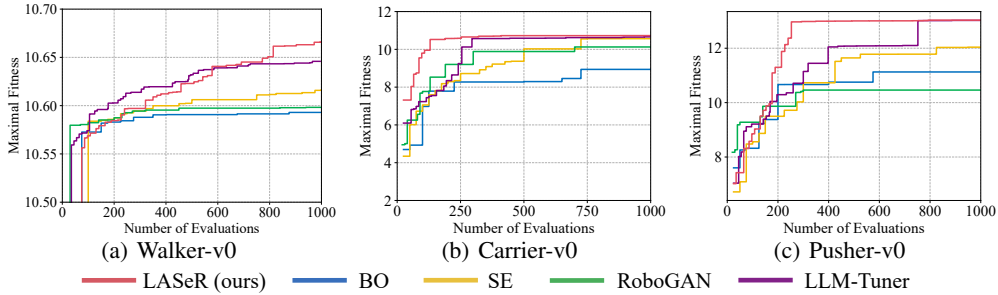 10.70
10.65
10.60
10.55
10.50
Maximal Fitness
0 200 400 600 800 1000
Number of Evaluations
(a) Walker-v0
12
10
8
6
4
2
Maximal Fitness
0 250 500 750 1000
Number of Evaluations
(b) Carrier-v0
12
10
8
Maximal Fitness
0 200 400 600 800 1000
Number of Evaluations
(c) Pusher-v0
LASeR (ours) BO SE RoboGAN LLM-Tuner